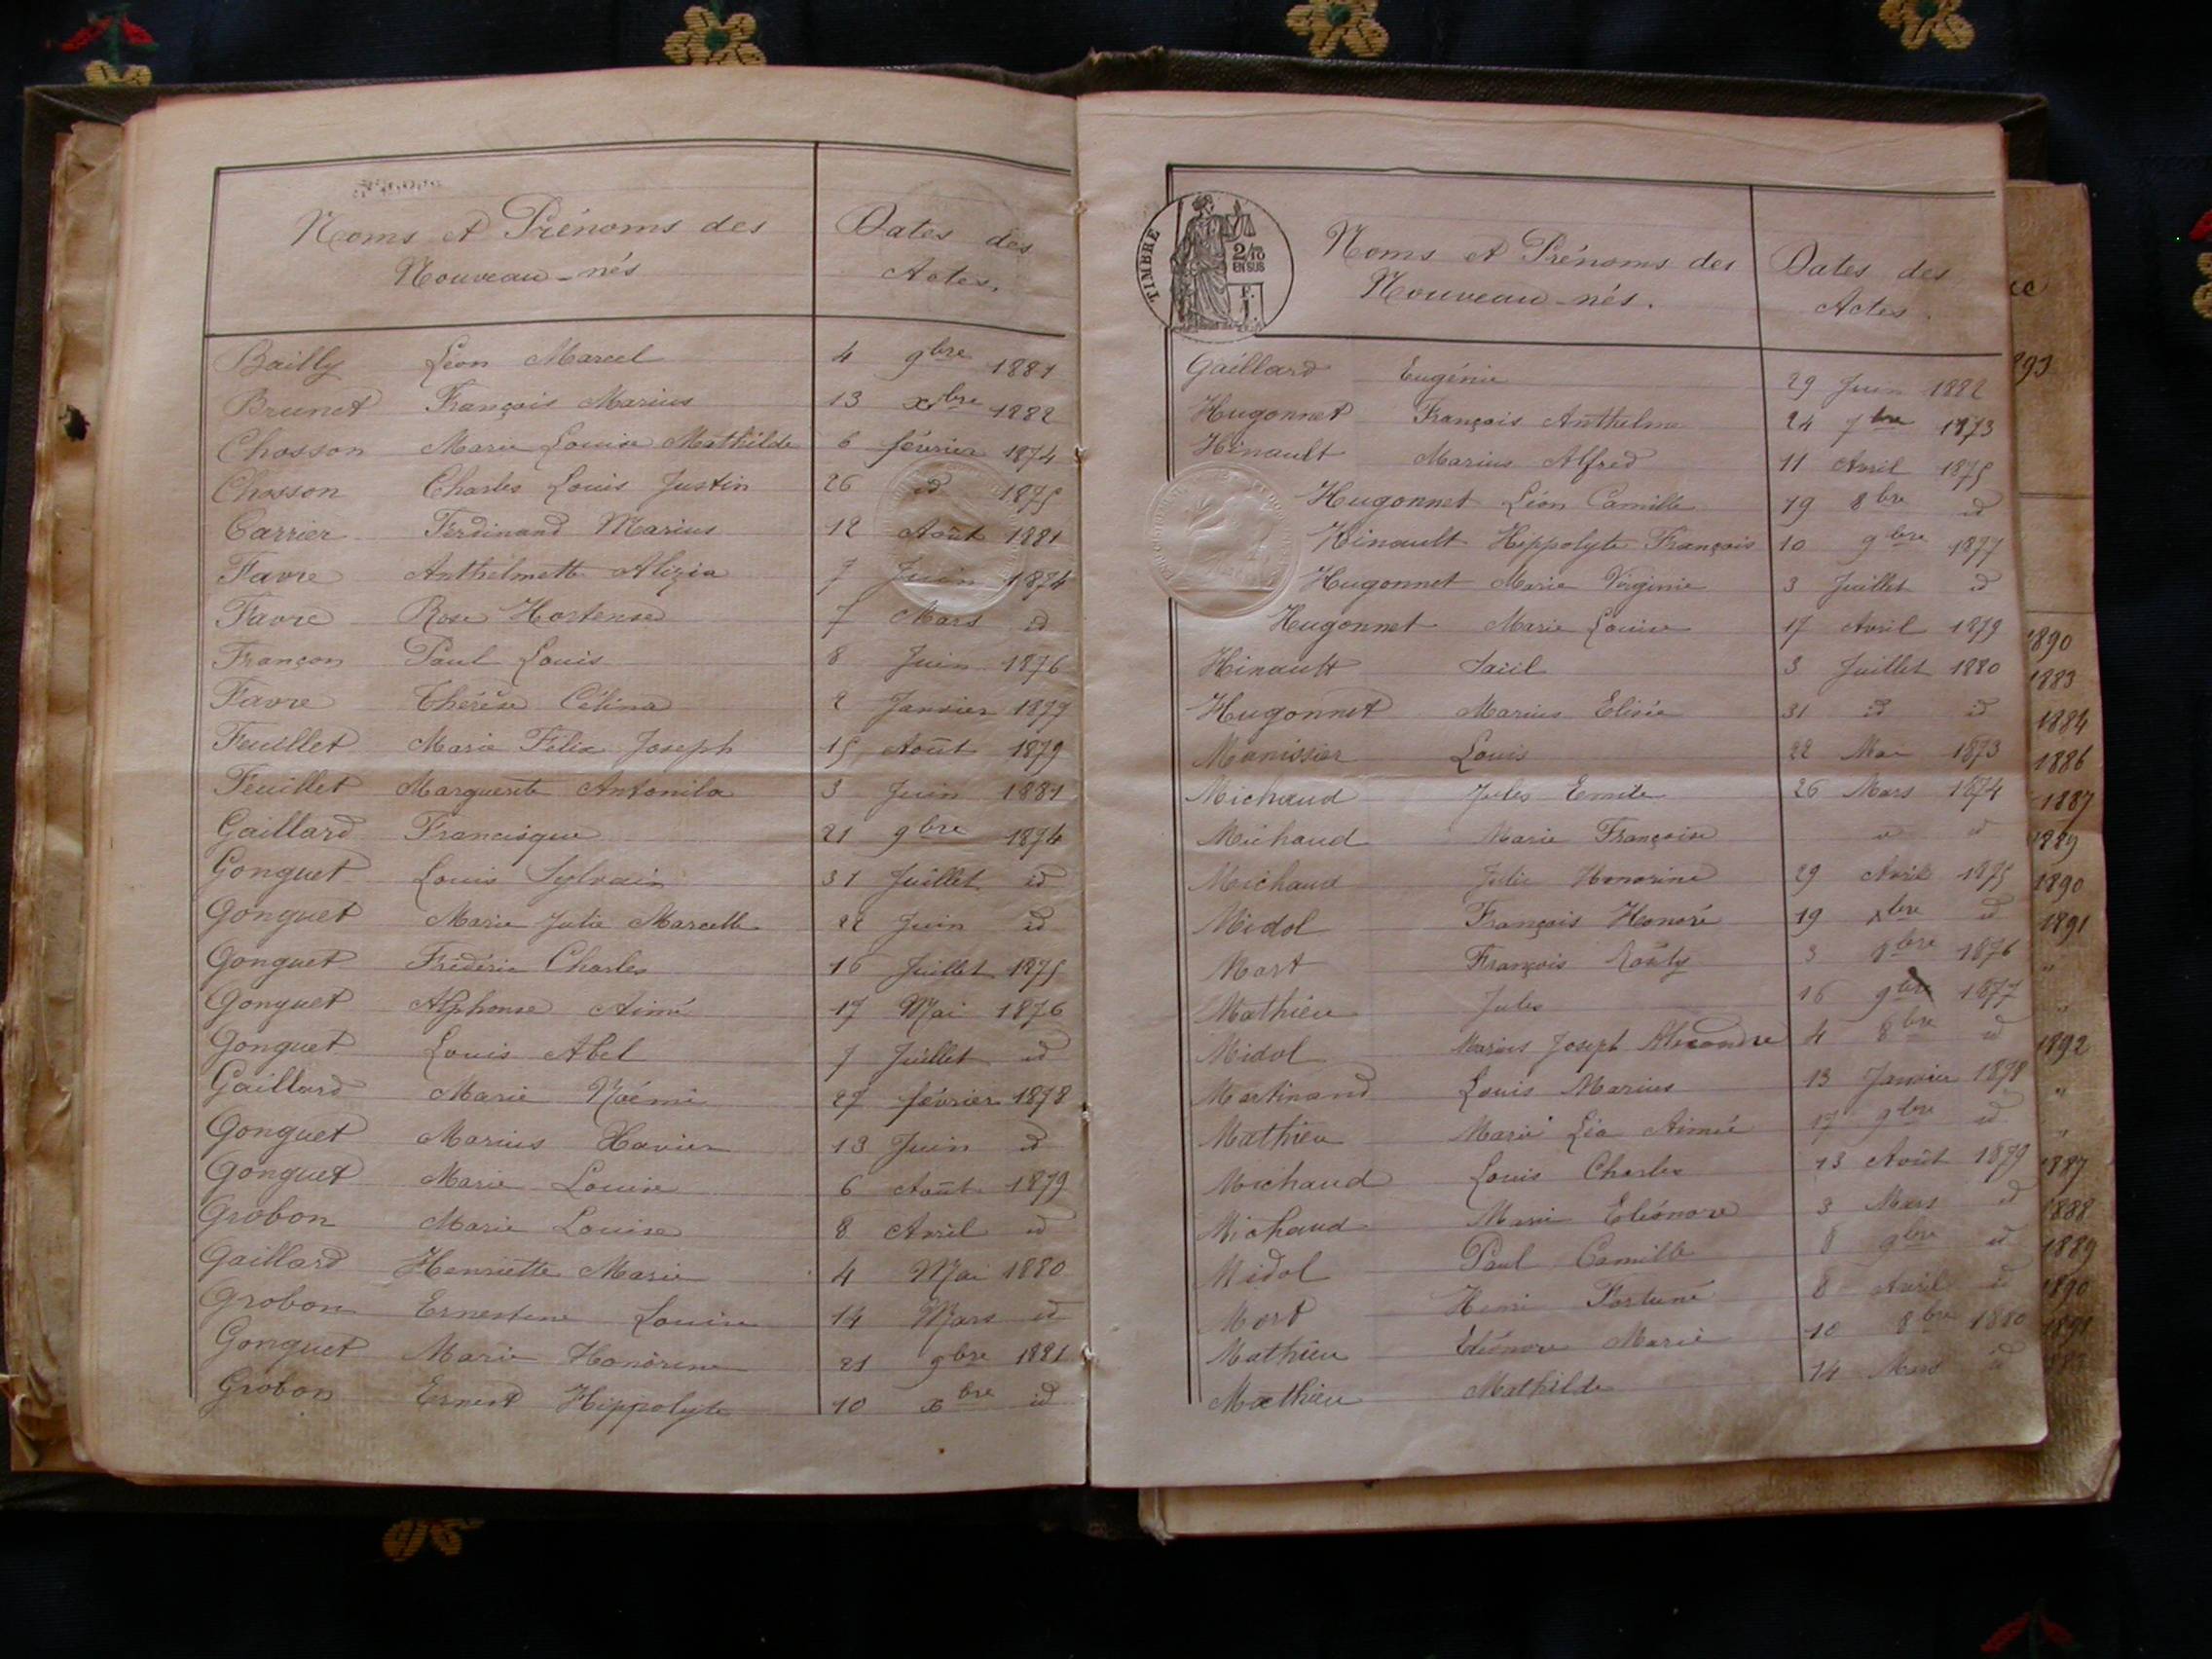 Noms et Prénoms des
Nouveau-nés
Dates des
Actes.
Bailly Léon Marcel 4 9bre 1881
Brunet François Marius 13 xbre 1882
Chosson Marie Louise Mathilde 6 février 1874
Chosson Charles Louis Justin 26 id 1875
Carrier Ferdinand Marius 12 Août 1881
Favre Anthelmette Alizia 7 Juin 1874
Favre Rose Hortense 7 Mars id
Françon Paul Louis 8 Juin 1876
Favre Thérèse Célina 2 Janvier 1877
Feuillet Marie Félix Joseph 15 Août 1879
Feuillet Marguerite Antonila 3 Juin 1881
Gaillard Francisque 21 9bre 1874
Gonguet Louis Sylvain 31 Juillet id
Gonguet Marie Julie Marcelle 22 Juin id
Gonguet Frédéric Charles 16 Juillet 1875
Gonguet Alphonse Aimé 17 Mai 1876
Gonguet Louis Abel 7 Juillet id
Gaillard Marie Noémi 27 février 1878
Gonguet Marius Xavier 13 Juin id
Gonguet Marie Louise 6 Août 1879
Grobon Marie Louise 8 Avril id
Gaillard Henriette Marie 4 Mai 1880
Grobon Ernestine Louise 14 Mars id
Gonguet Marie Honorine 21 9bre 1881
Grobon Ernest Hippolyte 10 xbre id
TIMBRE
2/10
EN SUS
F.
1
Noms et Prénoms des
Nouveau-nés.
Dates des
Actes.
Gaillard Eugénie 29 Juin 1882
Hugonnet François Anthelme 24 7bre 1873
Hinault Marius Alfred 11 Avril 1875
Hugonnet Léon Camille 19 8bre id
Hinault Hippolyte François 10 9bre 1877
Hugonnet Marie Virginie 3 Juillet id
Hugonnet Marie Louise 17 Avril 1879
Hinault Saül 3 Juillet 1880
Hugonnet Marius Elisée 31 id id
Manissier Louis 22 Mai 1873
Michaud Jules Emile 26 Mars 1874
Michaud Marie Françoise id
Michaud Julie Honorine 29 Avril 1875
Midol François Honoré 19 xbre id
Mort François 3 1876
Mathieu Jules 16 9bre 1877
Midol Marius Joseph Alexandre 4 8bre id
Martinand Louis Marius 13 Janvier 1878
Mathieu Marie Léa Aimée 17 9bre id
Michaud Louis Charles 13 Août 1879
Michaud Marie Eléonore 3 Mars id
Midol Paul Camille 9bre id
Mort Henri Fortuné 8 Avril id
Mathieu Eléonore Marie 10 8bre 1880
Mathieu Mathilde 14 Mars id
1890
1883
1884
1886
1887
1889
1890
1891
1892
1887
1888
1889
1890